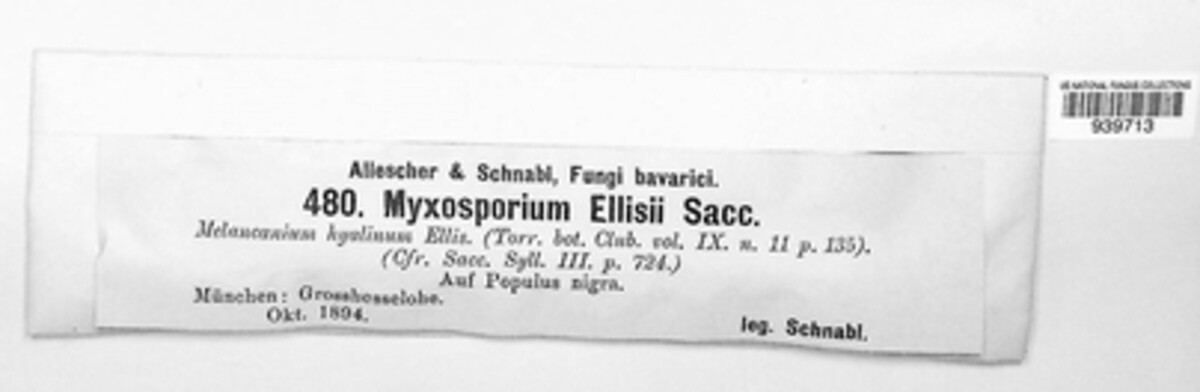 Allescher & Schnabl, Fungi bavarici.
480. Myxosporium Ellisii Sacc.
Melanconium hyalinum Ellis. (Torr. bot. Club. vol. IX. n. 11 p. 135).
(Cfr. Sacc. Syll. III. p. 724.)
Auf Populus nigra.
München: Grosshesselohe.
Okt. 1894.
leg. Schnabl.
US NATIONAL FUNGUS COLLECTIONS
939713